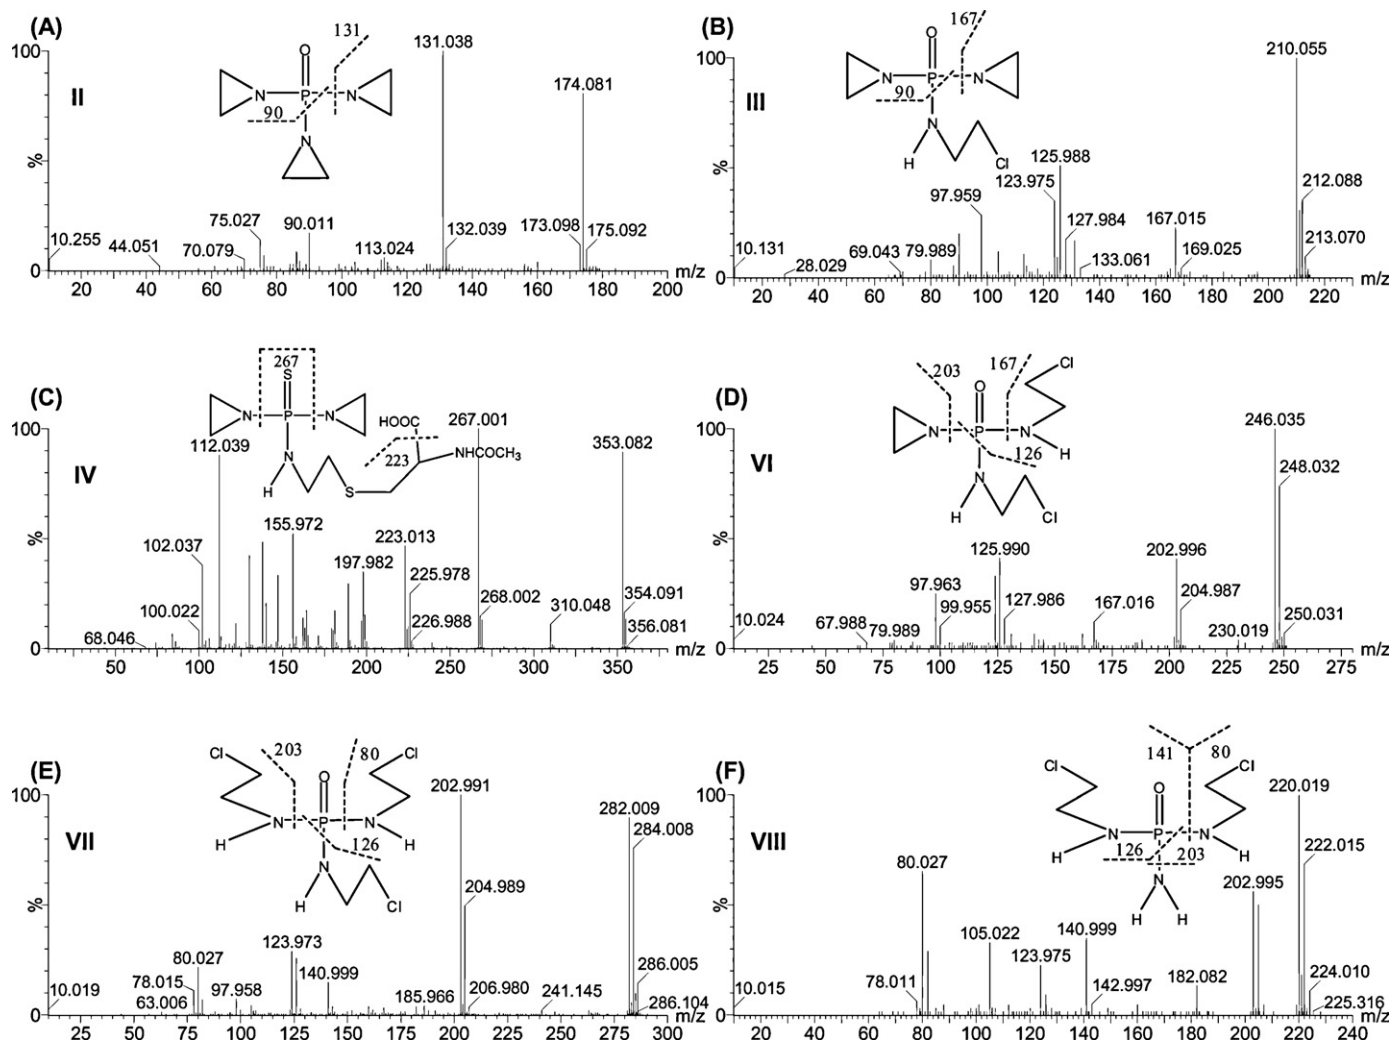 (A)
II
131
O
P
N
N
N
90
131.038
174.081
10.255
44.051
75.027
70.079
90.011
113.024
132.039
173.098
175.092
100
%
0
20 40 60 80 100 120 140 160 180 200 m/z
(B)
III
167
O
P
N
N
N
H
Cl
90
210.055
125.988
123.975
97.959
127.984
167.015
212.088
213.070
10.131
28.029
69.043
79.989
133.061
169.025
100
%
0
20 40 60 80 100 120 140 160 180 200 220 m/z
(C)
IV
267
S
P
N
N
N
H
S
HOOC
NHCOCH3
223
112.039
267.001
353.082
155.972
102.037
223.013
197.982
225.978
268.002
354.091
100.022
226.988
310.048
356.081
68.046
100
%
0
50 100 150 200 250 300 350 m/z
(D)
VI
203
167
O
P
N
N
N
H
H
Cl
Cl
126
246.035
248.032
125.990
202.996
97.963
99.955
127.986
167.016
204.987
10.024
67.988
79.989
230.019
250.031
100
%
0
25 50 75 100 125 150 175 200 225 250 275 m/z
(E)
VII
203
80
Cl
Cl
O
P
N
N
N
H
H
H
Cl
126
202.991
282.009
284.008
204.989
123.973
80.027
140.999
286.005
78.015
10.019
63.006
97.958
185.966
206.980
241.145
286.104
100
%
0
50 75 100 125 150 175 200 225 250 275 300 m/z
(F)
VIII
141
80
Cl
Cl
O
P
N
N
N
H
H
H
H
126
203
220.019
222.015
80.027
202.995
105.022
140.999
123.975
78.011
10.015
142.997
182.082
224.010
225.316
100
%
0
20 40 60 80 100 120 140 160 180 200 220 240 m/z